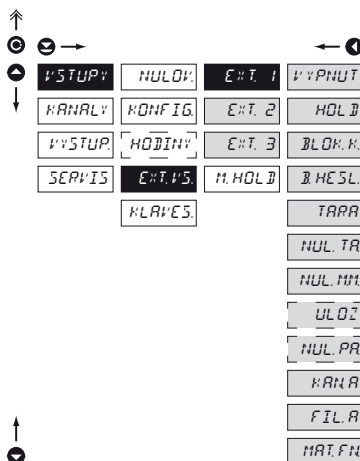 VSTUPY NULOV. EXT. 1 VYPNUT
KANALY KONFIG. EXT. 2 HOLD
VYSTUP. HODINY EXT. 3 BLOK. K.
SERVIS EXT.VS. M. HOLD B. HESL.
KLAVES. TARA
NUL. TA
NUL. MM.
ULOZ
NUL. PA
KAN.A
FIL. A
MAT. FN